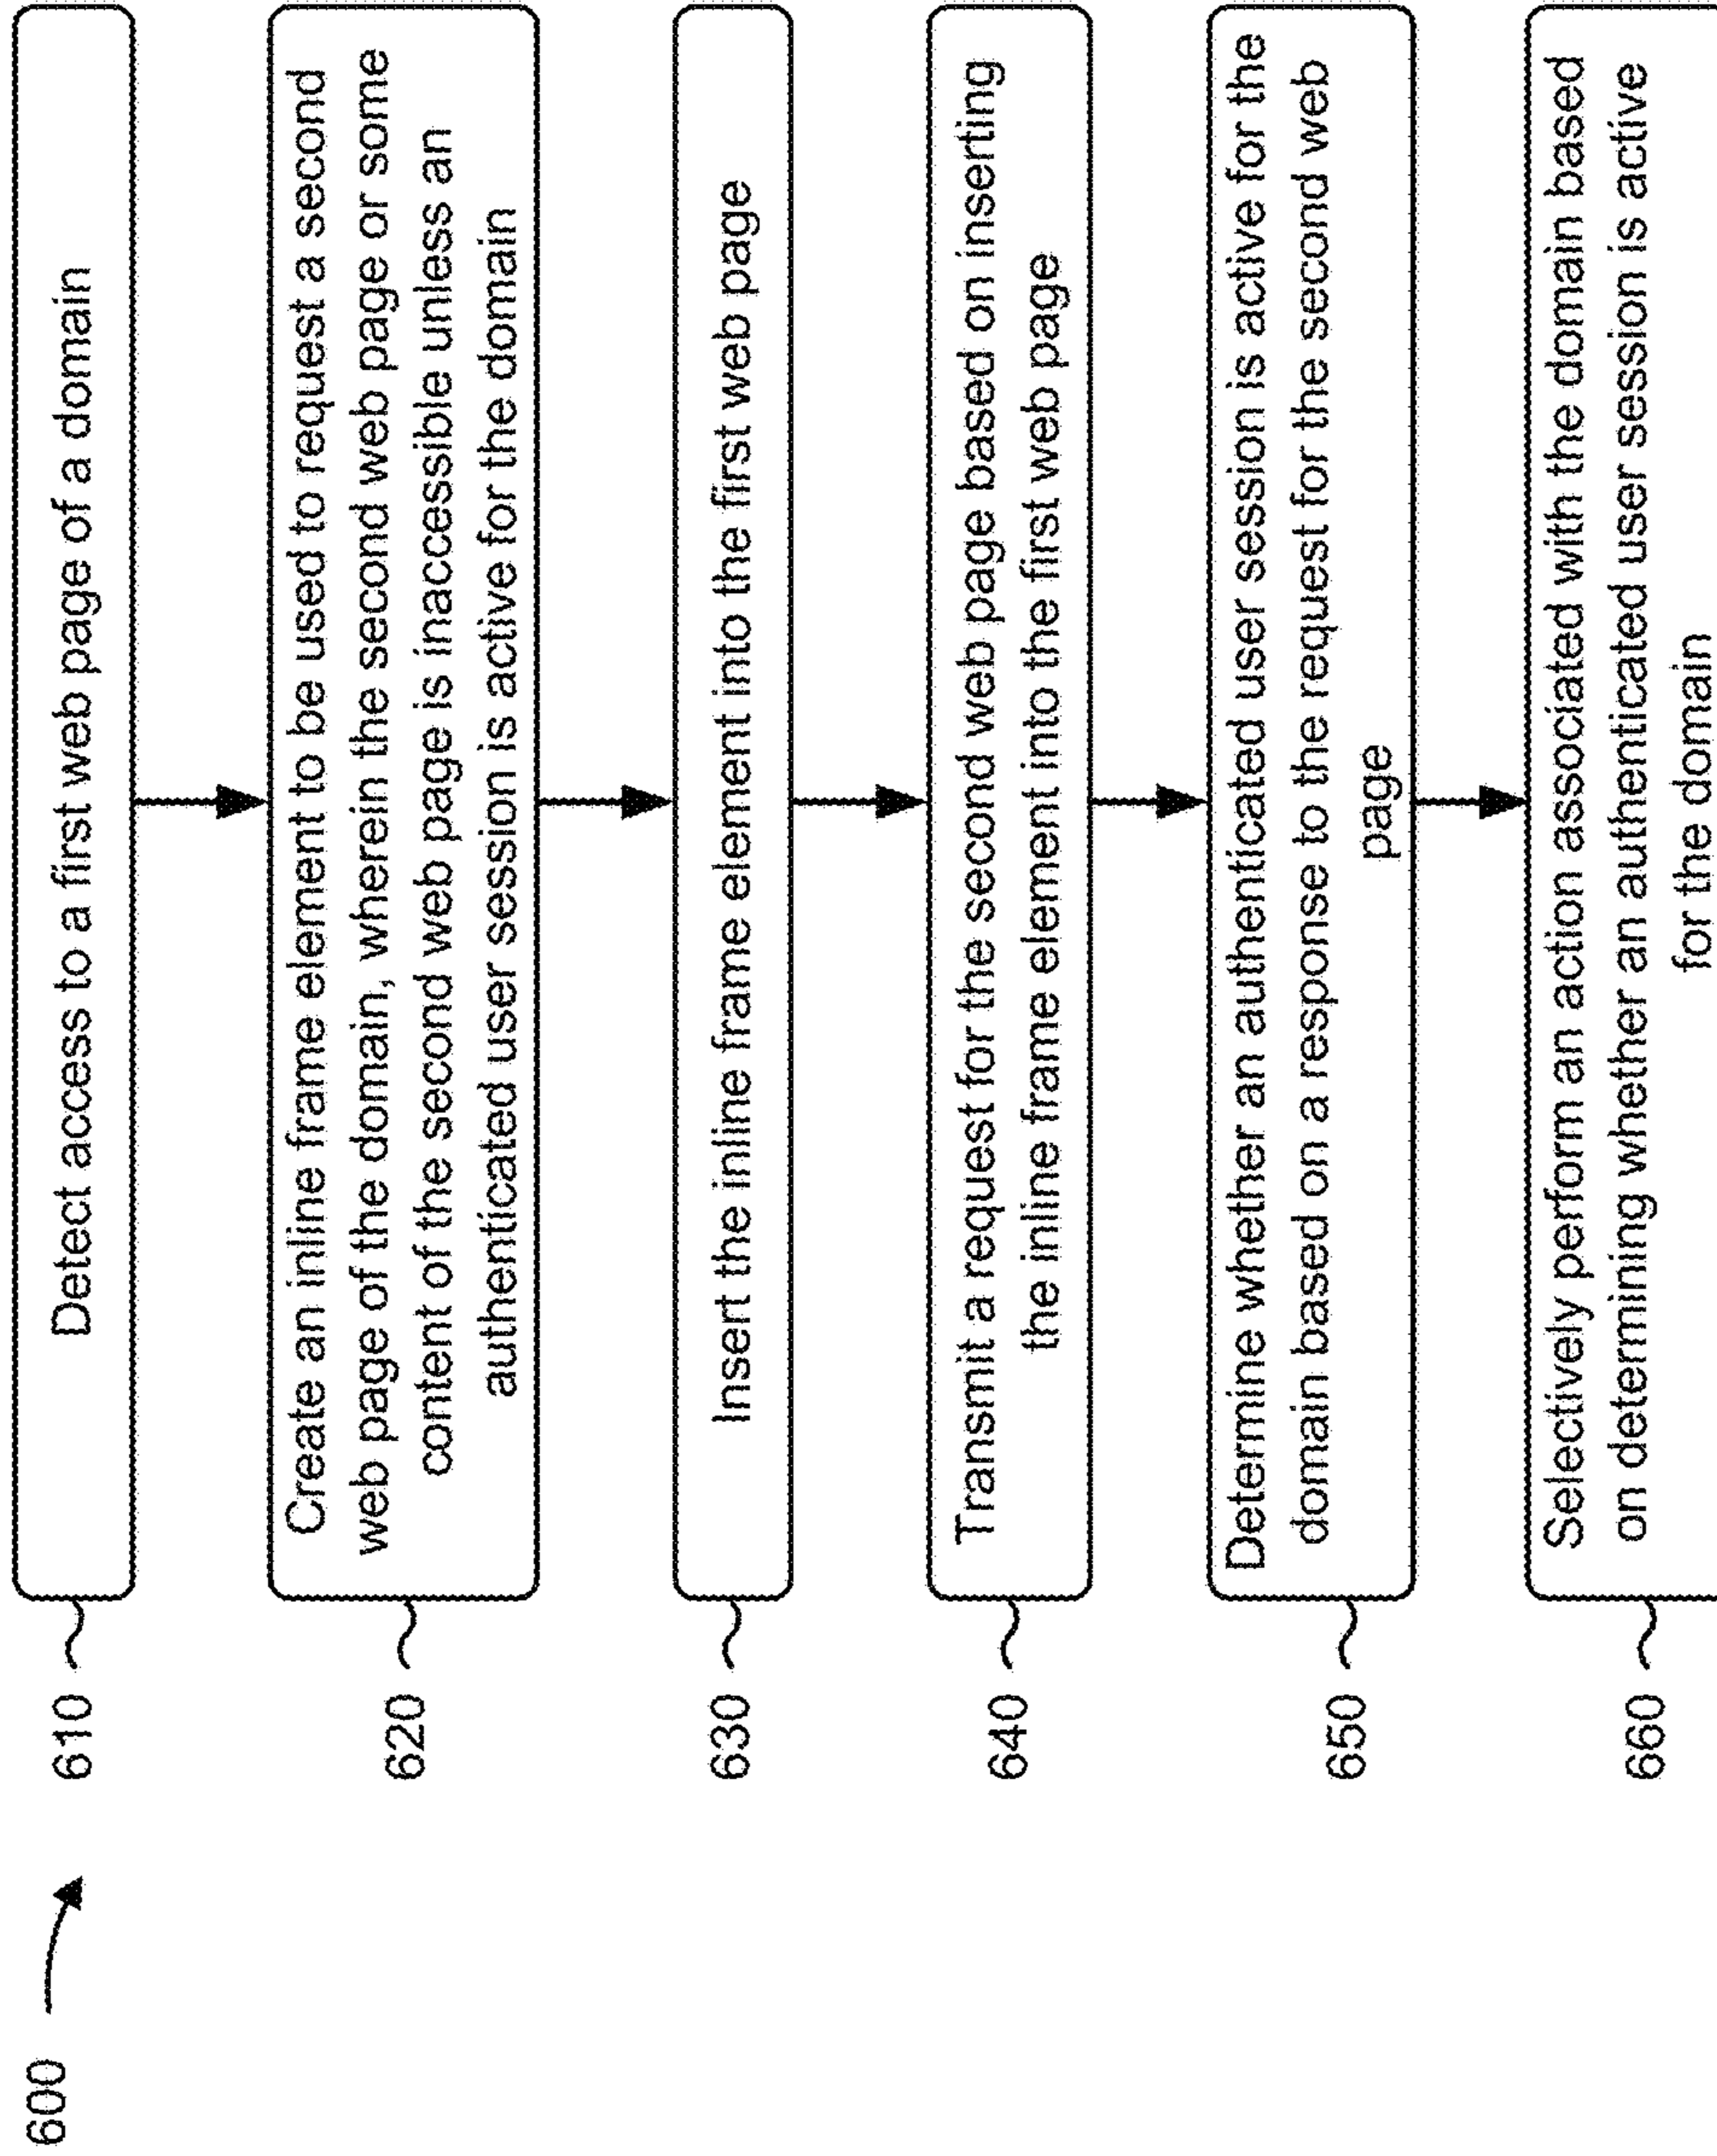 600
610
Detect access to a first web page of a domain
620
Create an inline frame element to be used to request a second
web page of the domain, wherein the second web page or some
content of the second web page is inaccessible unless an
authenticated user session is active for the domain
630
Insert the inline frame element into the first web page
640
Transmit a request for the second web page based on inserting
the inline frame element into the first web page
650
Determine whether an authenticated user session is active for the
domain based on a response to the request for the second web
page
660
Selectively perform an action associated with the domain based
on determining whether an authenticated user session is active
for the domain